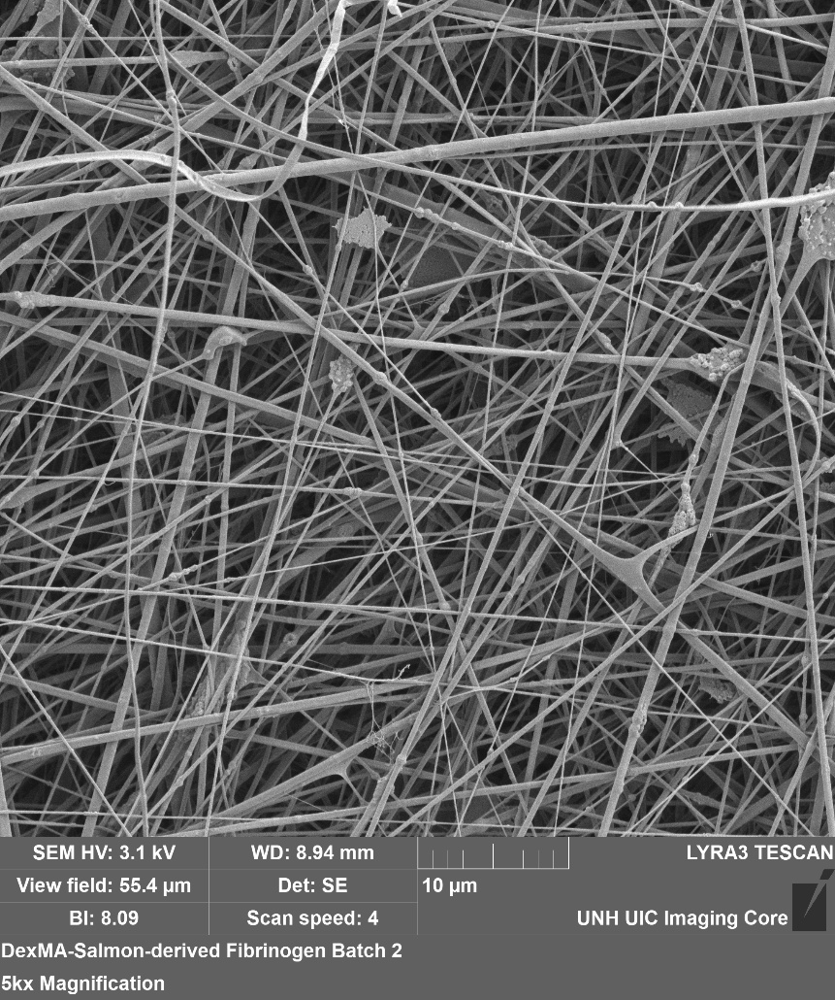 SEM HV: 3.1 kV WD: 8.94 mm LYRA3 TESCAN
View field: 55.4 µm Det: SE 10 µm
BI: 8.09 Scan speed: 4 UNH UIC Imaging Core
DexMA-Salmon-derived Fibrinogen Batch 2
5kx Magnification